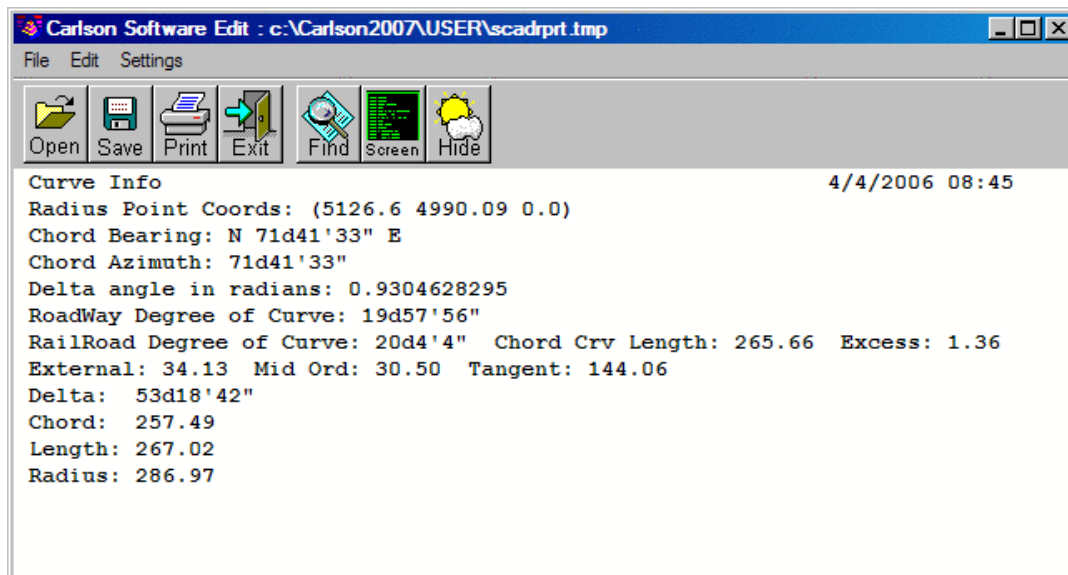 Carlson Software Edit : c:\Carlson2007\USER\scadrprt.tmp
File Edit Settings
Open Save Print Exit Find Screen Hide
Curve Info 4/4/2006 08:45
Radius Point Coords: (5126.6 4990.09 0.0)
Chord Bearing: N 71d41'33" E
Chord Azimuth: 71d41'33"
Delta angle in radians: 0.9304628295
RoadWay Degree of Curve: 19d57'56"
RailRoad Degree of Curve: 20d4'4" Chord Crv Length: 265.66 Excess: 1.36
External: 34.13 Mid Ord: 30.50 Tangent: 144.06
Delta: 53d18'42"
Chord: 257.49
Length: 267.02
Radius: 286.97